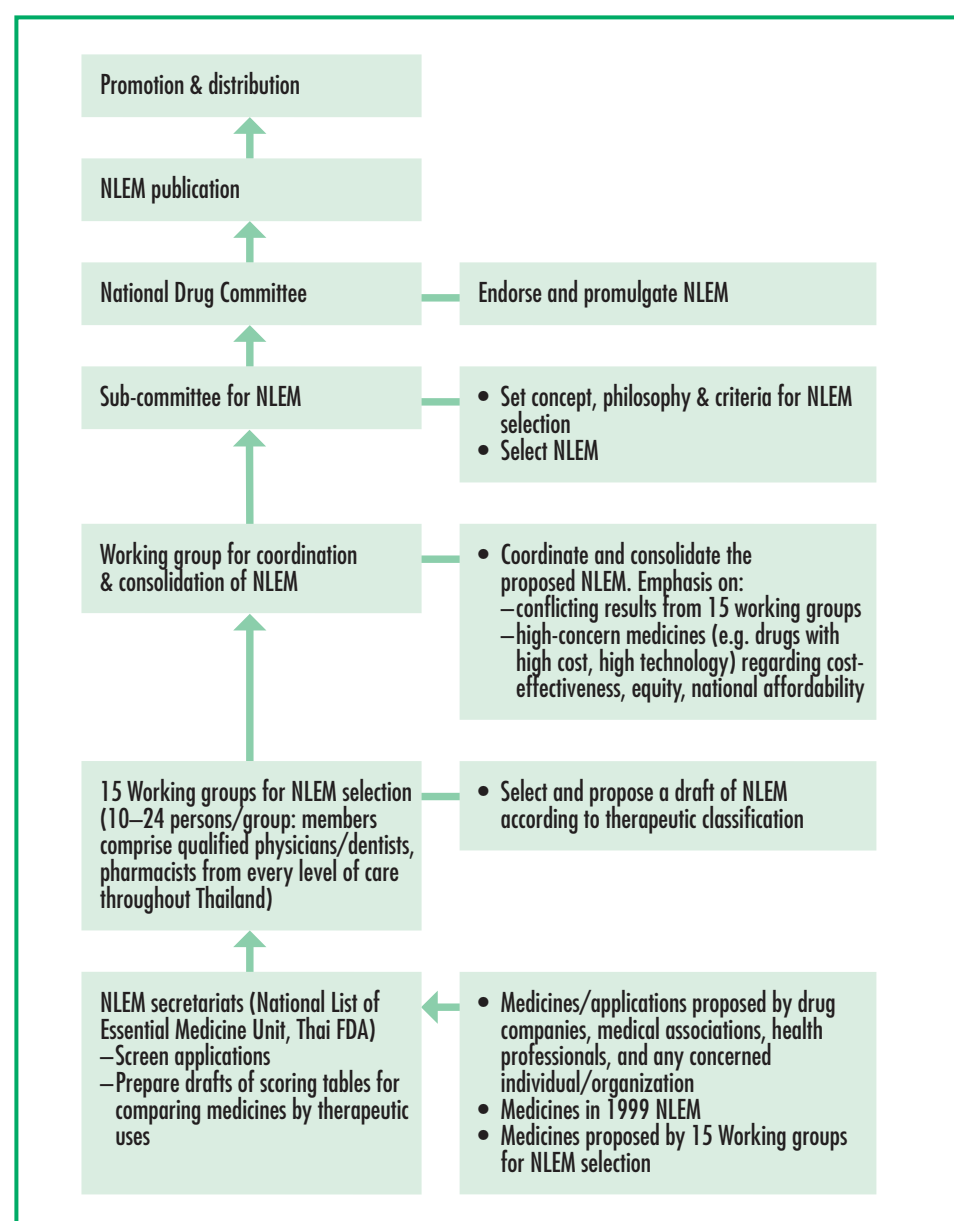 Promotion & distribution
NLEM publication
National Drug Committee
Endorse and promulgate NLEM
Sub-committee for NLEM
• Set concept, philosophy & criteria for NLEM
selection
• Select NLEM
Working group for coordination
& consolidation of NLEM
• Coordinate and consolidate the
proposed NLEM. Emphasis on:
–conflicting results from 15 working groups
–high-concern medicines (e.g. drugs with
high cost, high technology) regarding cost-
effectiveness, equity, national affordability
15 Working groups for NLEM selection
(10–24 persons/group: members
comprise qualified physicians/dentists,
pharmacists from every level of care
throughout Thailand)
• Select and propose a draft of NLEM
according to therapeutic classification
NLEM secretariats (National List of
Essential Medicine Unit, Thai FDA)
–Screen applications
–Prepare drafts of scoring tables for
comparing medicines by therapeutic
uses
• Medicines/applications proposed by drug
companies, medical associations, health
professionals, and any concerned
individual/organization
• Medicines in 1999 NLEM
• Medicines proposed by 15 Working groups
for NLEM selection